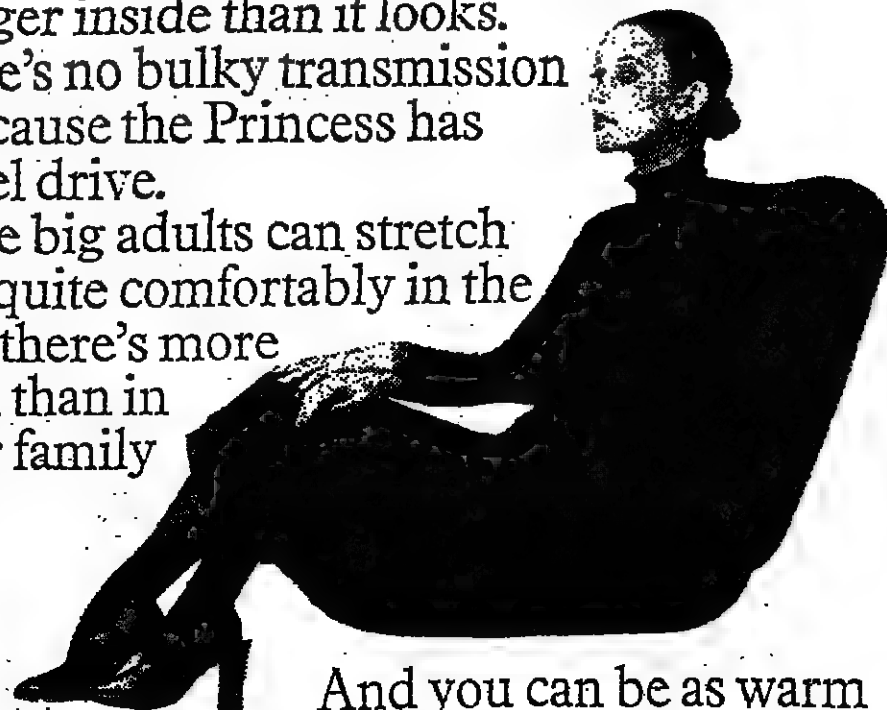 ger inside than it looks.
e's no bulky transmission
cause the Princess has
el drive.
e big adults can stretch
quite comfortably in the
there's more
than in
family
And you can be as warm